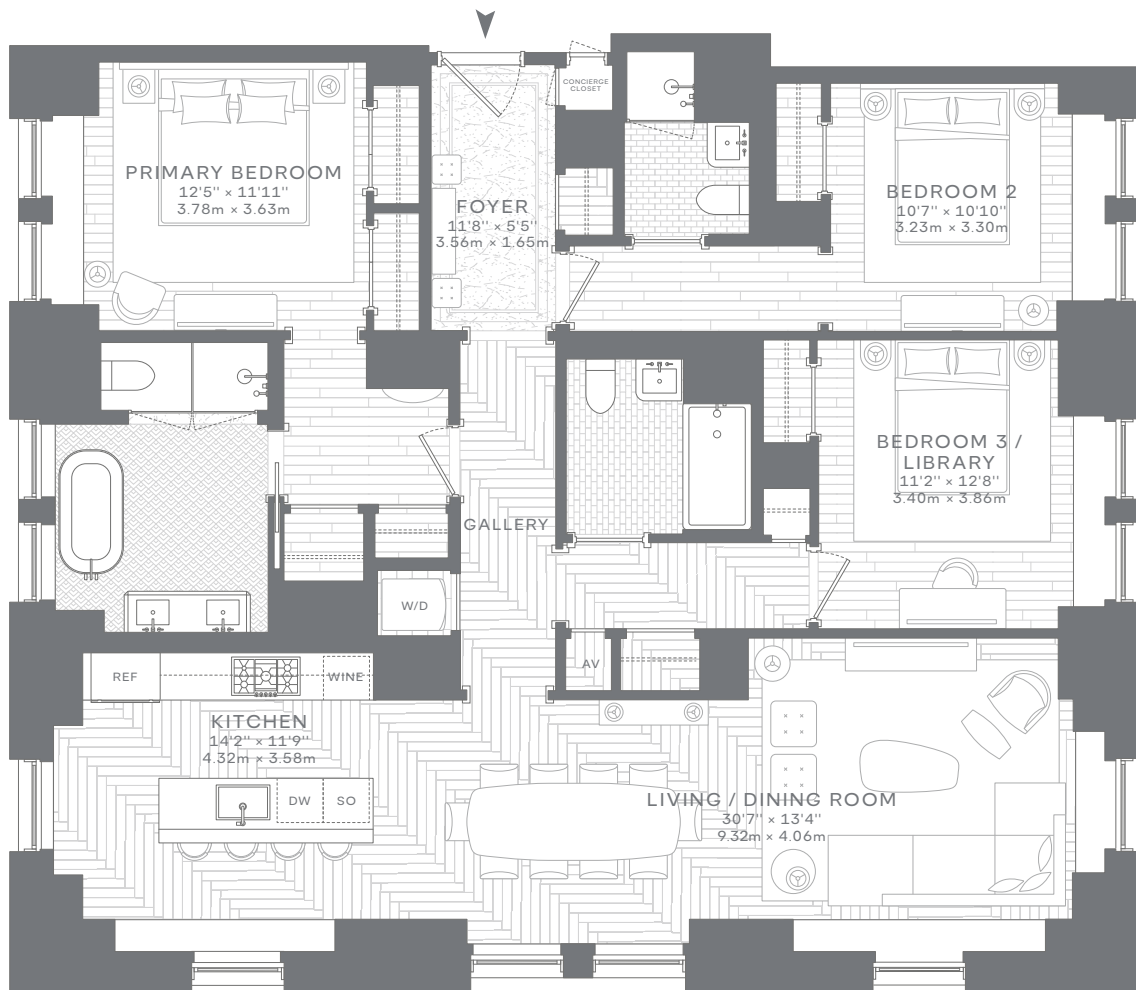 CONCIERGE
CLOSET
PRIMARY BEDROOM
12'5" × 11'11"
3.78m × 3.63m
FOYER
11'8" × 5'5"
3.56m × 1.65m
BEDROOM 2
10'7" × 10'10"
3.23m × 3.30m
BEDROOM 3 /
LIBRARY
11'2" × 12'8"
3.40m × 3.86m
GALLERY
W/D
AV
REF
WINE
KITCHEN
14'2" × 11'9"
4.32m × 3.58m
DW
SO
LIVING / DINING ROOM
30'7" × 13'4"
9.32m × 4.06m